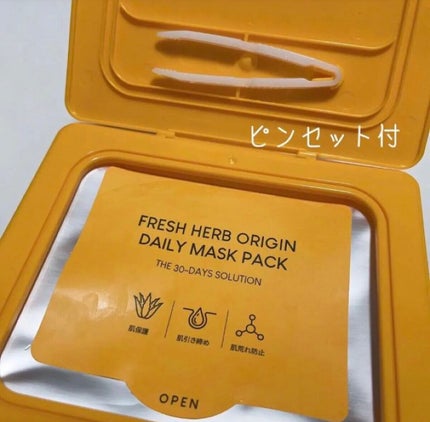 ピンセット付
FRESH HERB ORIGIN
DAILY MASK PACK
THE 30-DAYS SOLUTION
肌保護
肌引き締め
肌荒れ防止
OPEN